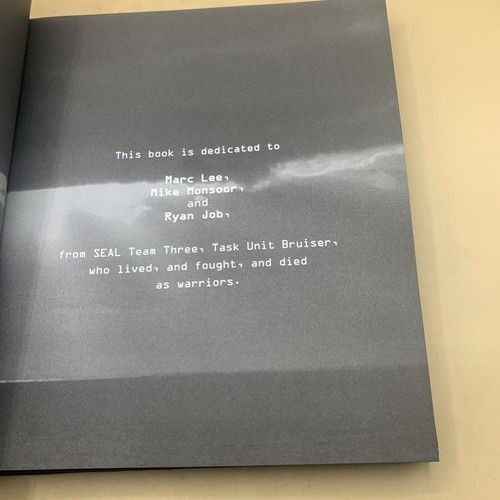 This book is dedicated to
Marc Lee,
Mike Monsoor,
and
Ryan Job,
from SEAL Team Three, Task Unit Bruiser,
who lived, and fought, and died
as warriors.